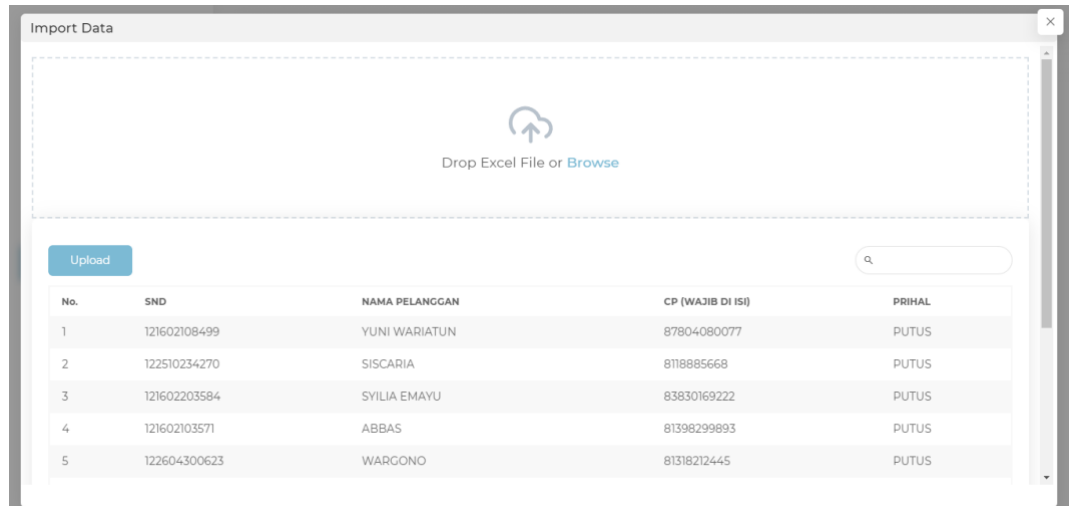 Import Data
Drop Excel File or Browse
Upload
No. SND NAMA PELANGGAN CP (WAJIB DI ISI) PRIHAL
1 121602108499 YUNI WARIATUN 87804080077 PUTUS
2 122510234270 SISCARIA 8118885668 PUTUS
3 121602203584 SYILIA EMAYU 83830169222 PUTUS
4 121602103571 ABBAS 81398299893 PUTUS
5 122604300623 WARGONO 81318212445 PUTUS